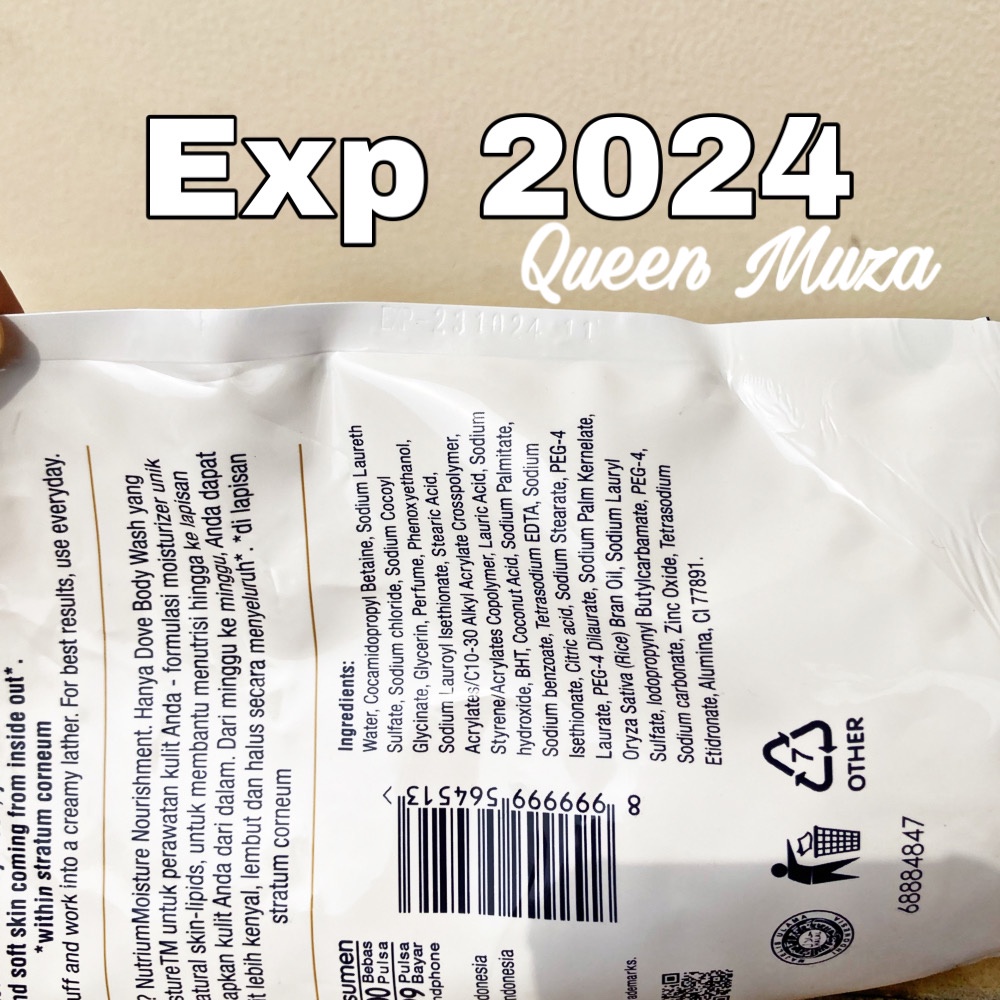 Exp 2024
Queen Muza
nd soft skin coming from inside out*.
*within stratum corneum
uff and work into a creamy lather. For best results, use everyday.
? NutriumMoisture Nourishment. Hanya Dove Body Wash yang
stureTM untuk perawatan kulit Anda - formulasi moisturizer unik
atural skin-lipids, untuk membantu menutrisi hingga ke lapisan
apkan kulit Anda dari dalam. Dari minggu ke minggu, Anda dapat
it lebih kenyal, lembut dan halus secara menyeluruh*. *di lapisan
stratum corneum
Ingredients:
Water, Cocamidopropyl Betaine, Sodium Laureth
Sulfate, Sodium chloride, Sodium Cocoyl
Glycinate, Glycerin, Perfume, Phenoxyethanol,
Sodium Lauroyl Isethionate, Stearic Acid,
Acrylates/C10-30 Alkyl Acrylate Crosspolymer,
Styrene/Acrylates Copolymer, Lauric Acid, Sodium
hydroxide, BHT, Coconut Acid, Sodium Palmitate,
Sodium benzoate, Tetrasodium EDTA, Sodium
Isethionate, Citric acid, Sodium Stearate, PEG-4
Laurate, PEG-4 Dilaurate, Sodium Palm Kernelate,
Oryza Sativa (Rice) Bran Oil, Sodium Lauryl
Sulfate, Iodopropynyl Butylcarbamate, PEG-4,
Sodium carbonate, Zinc Oxide, Tetrasodium
Etidronate, Alumina, CI 77891.
8 999999 564513 >
7
OTHER
68884847
sumen
00 Bebas Pulsa
9 Pulsa Bayar
ndphone
donesia
donesia
ademarks.
MAJELIS ULAMA INDONESIA